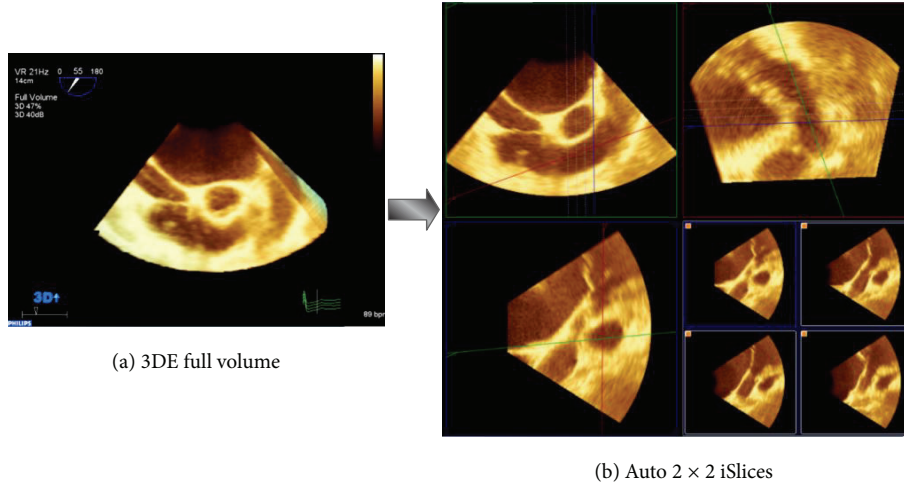 VR 21Hz
14cm
0 55 180
Full Volume
3D 47%
3D 40dB
3D
PHILIPS
89 bpm
(a) 3DE full volume
(b) Auto 2 × 2 iSlices